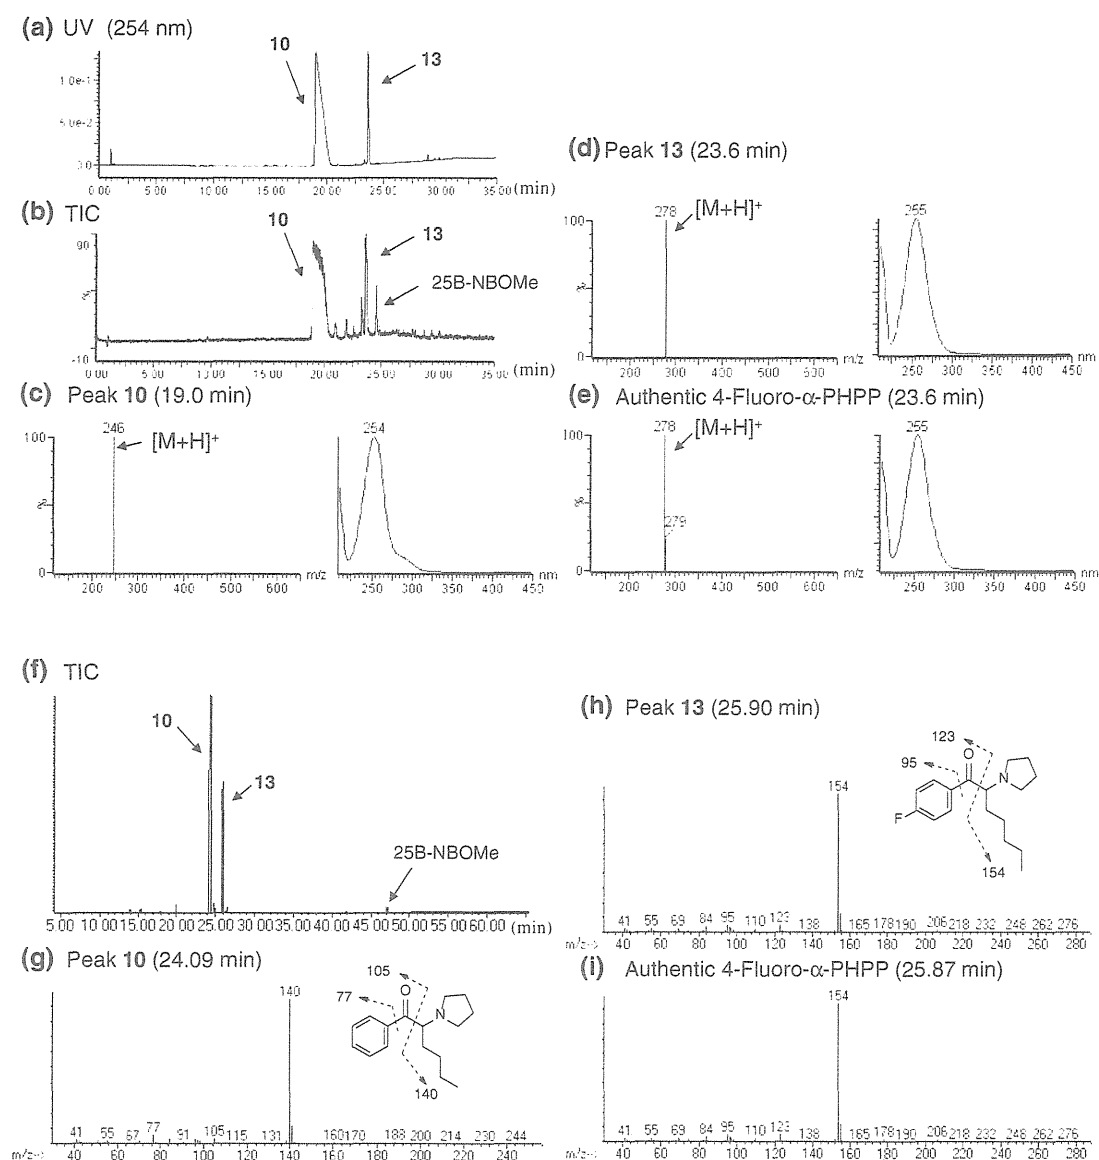 (a) UV (254 nm)
10
13
1 0e-1
5 0e-2
0 0
0 00 5 00 10 00 15 00 20 00 25 00 30 00 35 00 (min)
(b) TIC
10
13
25B-NBOMe
90
%
-10
0 00 5 00 10 00 15 00 20 00 25 00 30 00 35 00 (min)
(c) Peak 10 (19.0 min)
246
[M+H]+
100
%
0
200 300 400 500 600 m/z
254
250 300 350 400 450 nm
(d) Peak 13 (23.6 min)
278
[M+H]+
100
%
0
200 300 400 500 600 m/z
255
250 300 350 400 450 nm
(e) Authentic 4-Fluoro-α-PHPP (23.6 min)
278
[M+H]+
279
100
%
0
200 300 400 500 600 m/z
255
250 300 350 400 450 nm
(f) TIC
10
13
25B-NBOMe
5 00 10 00 15.00 20 00 25.00 30 00 35 00 40 00 45.00 50.00 55 00 60.00 (min)
(g) Peak 10 (24.09 min)
140
105
77
O
N
140
41 55 67 77 91 105 115 131 160 170 188 200 214 230 244
m/z--> 40 60 80 100 120 140 160 180 200 220 240
(h) Peak 13 (25.90 min)
154
123
95
O
N
F
154
41 55 69 84 95 110 123 138 165 178 190 206 218 232 248 262 276
m/z--> 40 60 80 100 120 140 160 180 200 220 240 260 280
(i) Authentic 4-Fluoro-α-PHPP (25.87 min)
154
41 55 69 84 95 110 123 138 165 178 190 206 218 232 248 262 276
m/z--> 40 60 80 100 120 140 160 180 200 220 240 260 280